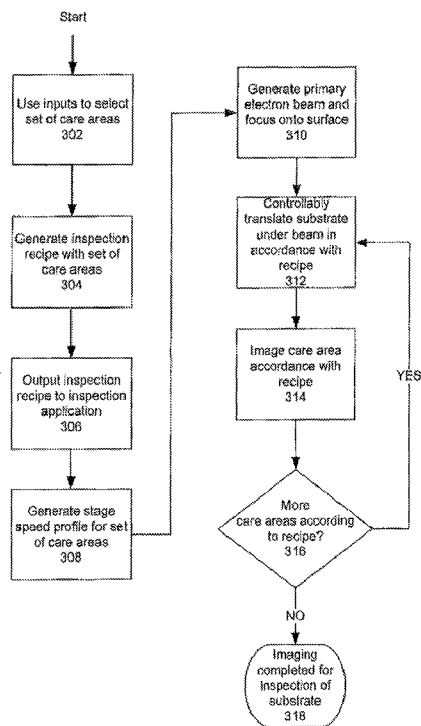 Start
Use inputs to select
set of care areas
302
Generate inspection
recipe with set of
care areas
304
Output inspection
recipe to inspection
application
306
Generate stage
speed profile for set
of care areas
308
Generate primary
electron beam and
focus onto surface
310
Controllably
translate substrate
under beam in
accordance with
recipe
312
Image care area
accordance with
recipe
314
YES
More
care areas according
to recipe?
316
NO
Imaging
completed for
inspection of
substrate
318